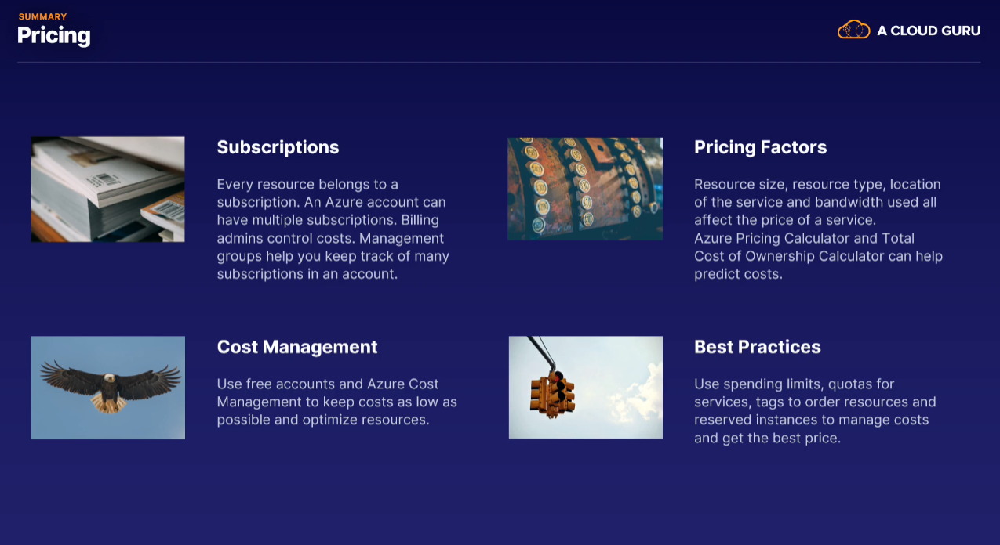 SUMMARY
Pricing
A CLOUD GURU
Subscriptions
Every resource belongs to a
subscription. An Azure account can
have multiple subscriptions. Billing
admins control costs. Management
groups help you keep track of many
subscriptions in an account.
Pricing Factors
Resource size, resource type, location
of the service and bandwidth used all
affect the price of a service.
Azure Pricing Calculator and Total
Cost of Ownership Calculator can help
predict costs.
Cost Management
Use free accounts and Azure Cost
Management to keep costs as low as
possible and optimize resources.
Best Practices
Use spending limits, quotas for
services, tags to order resources and
reserved instances to manage costs
and get the best price.